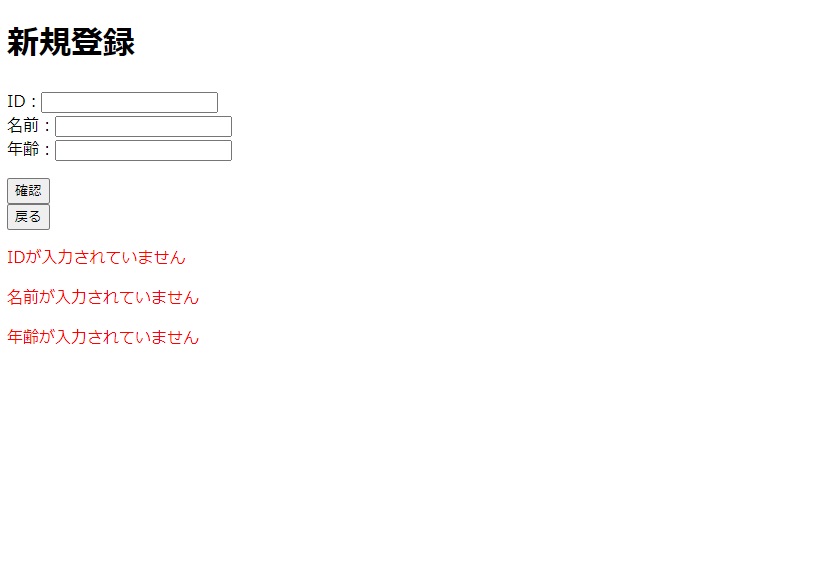 新規登録
ID：
名前：
年齢：
確認
戻る
IDが入力されていません
名前が入力されていません
年齢が入力されていません